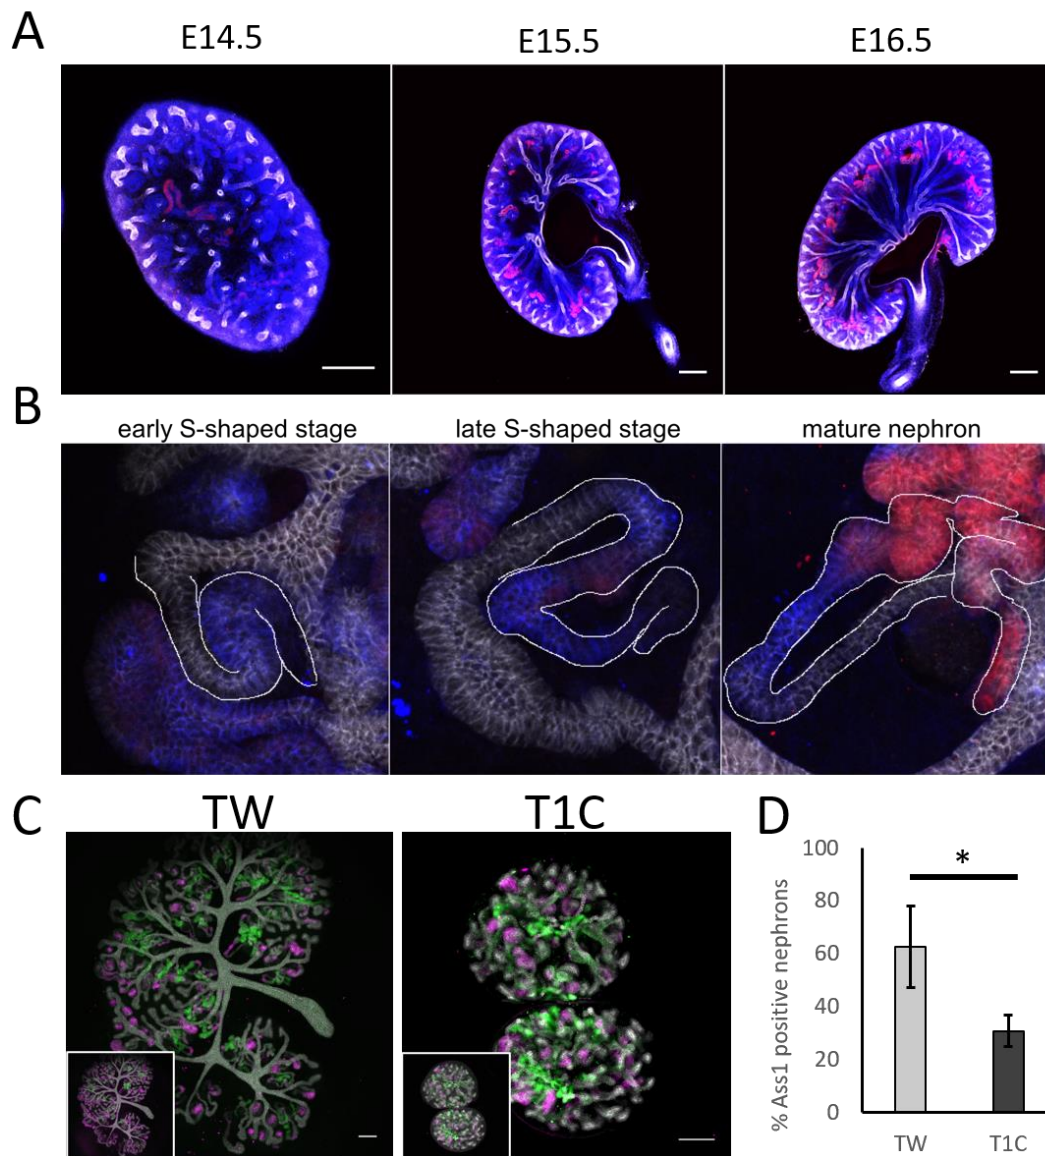 A
E14.5
E15.5
E16.5
B
early S-shaped stage
late S-shaped stage
mature nephron
C
TW
T1C
D
% Ass1 positive nephrons
100
80
60
40
20
0
*
TW
T1C